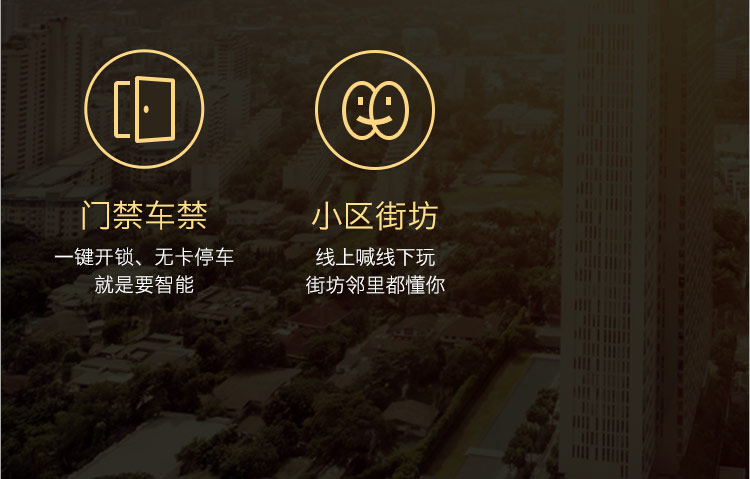 门禁车禁
一键开锁、无卡停车
就是要智能
小区街坊
线上喊线下玩
街坊邻里都懂你